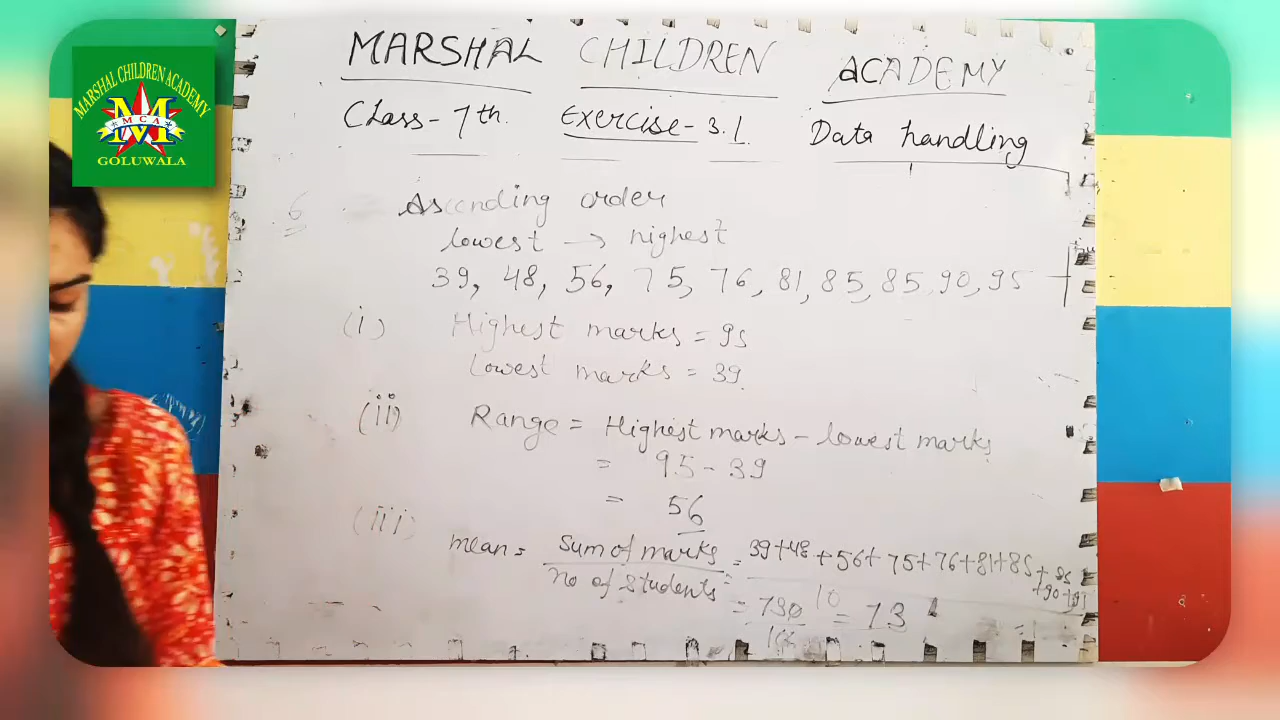 MARSHAL CHILDREN ACADEMY
MCA
GOLUWALA
MARSHAL CHILDREN ACADEMY
Class - 7th. Exercise - 3.1 Data handling
6 Ascending order
lowest → highest
39, 48, 56, 75, 76, 81, 85, 85, 90, 95
(i) Highest marks = 95
Lowest marks = 39.
(ii) Range = Highest marks - lowest marks
= 95 - 39
= 56
(iii) mean = Sum of marks / no of students = 39+48+56+75+76+81+85+85+90+95 / 10
= 730 / 10 = 73